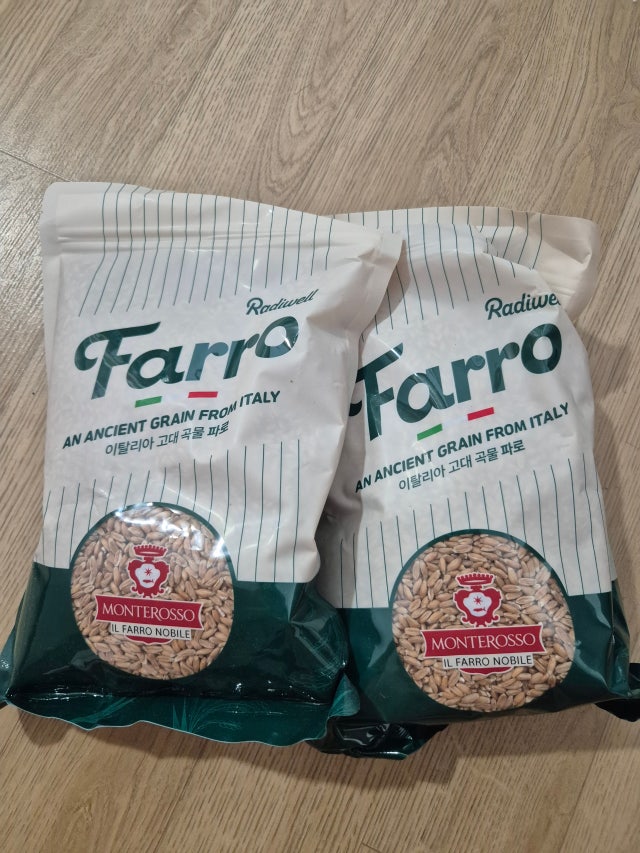 Radiwell
Farro
AN ANCIENT GRAIN FROM ITALY
이탈리아 고대 곡물 파로
MONTEROSSO
IL FARRO NOBILE
Radiwell
Farro
AN ANCIENT GRAIN FROM ITALY
이탈리아 고대 곡물 파로
MONTEROSSO
IL FARRO NOBILE